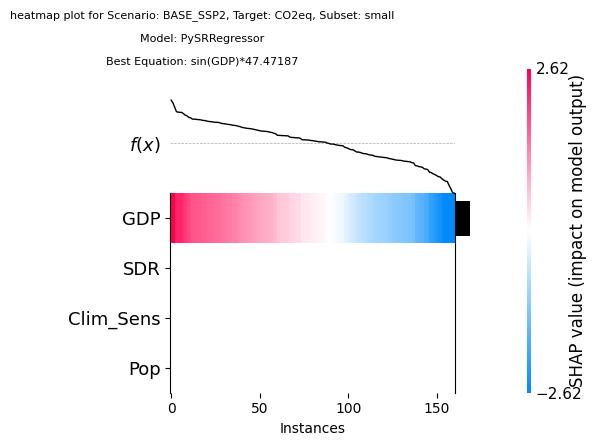 heatmap plot for Scenario: BASE_SSP2, Target: CO2eq, Subset: small
Model: PySRRegressor
Best Equation: sin(GDP)*47.47187
2.62
f(x)
GDP
SDR
Clim_Sens
Pop
SHAP value (impact on model output)
−2.62
0
50
100
150
Instances